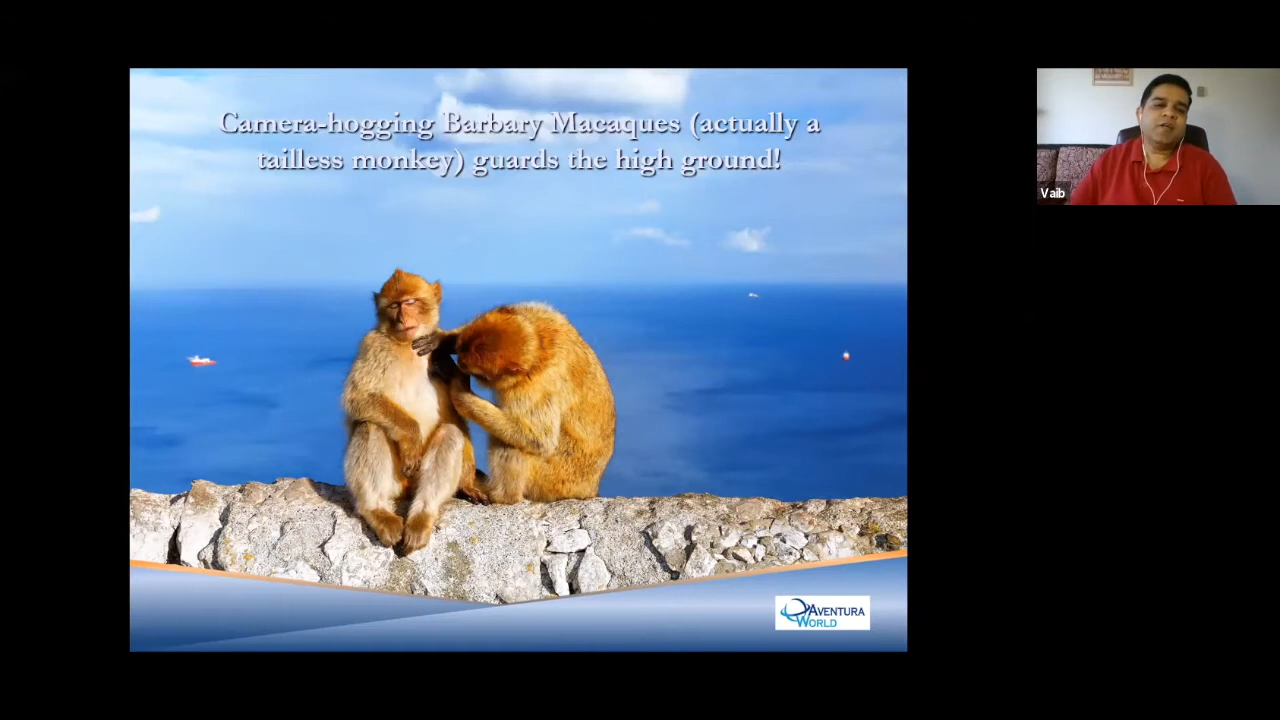 Camera-hogging Barbary Macaques (actually a
tailless monkey) guards the high ground!
Vaib
AVENTURA
WORLD